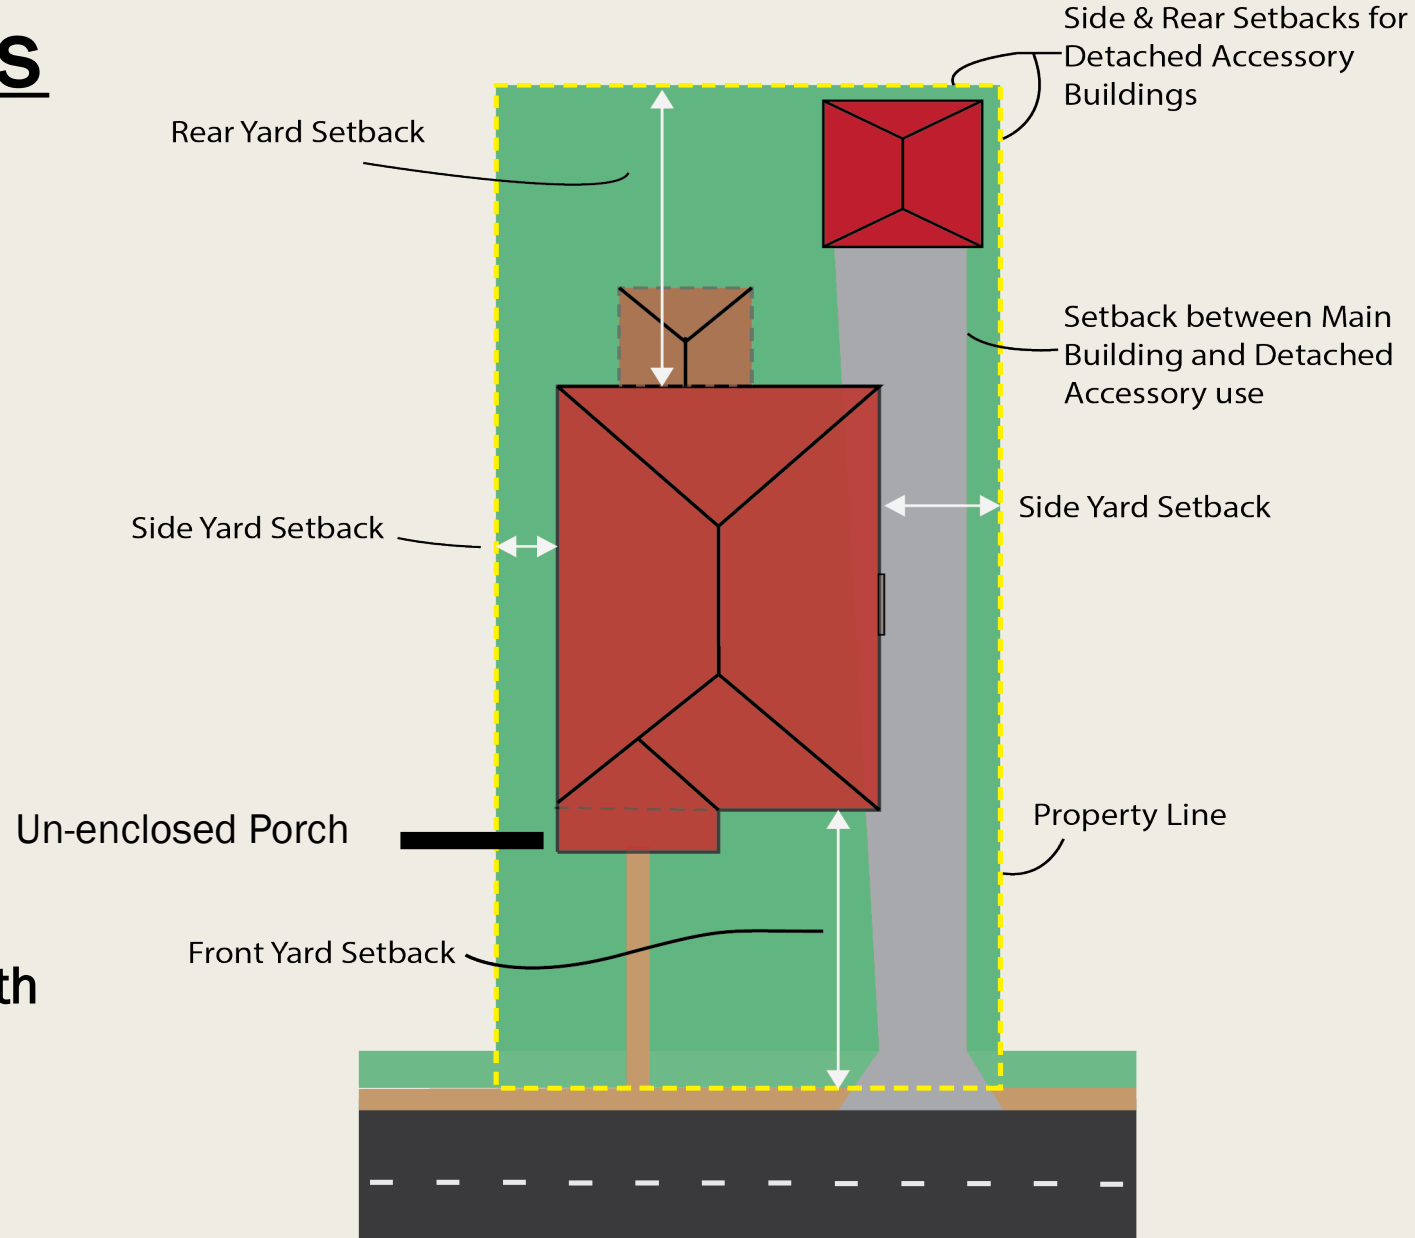 s
Side & Rear Setbacks for
Detached Accessory
Buildings
Rear Yard Setback
Setback between Main
Building and Detached
Accessory use
Side Yard Setback
Side Yard Setback
Property Line
Un-enclosed Porch
Front Yard Setback
th